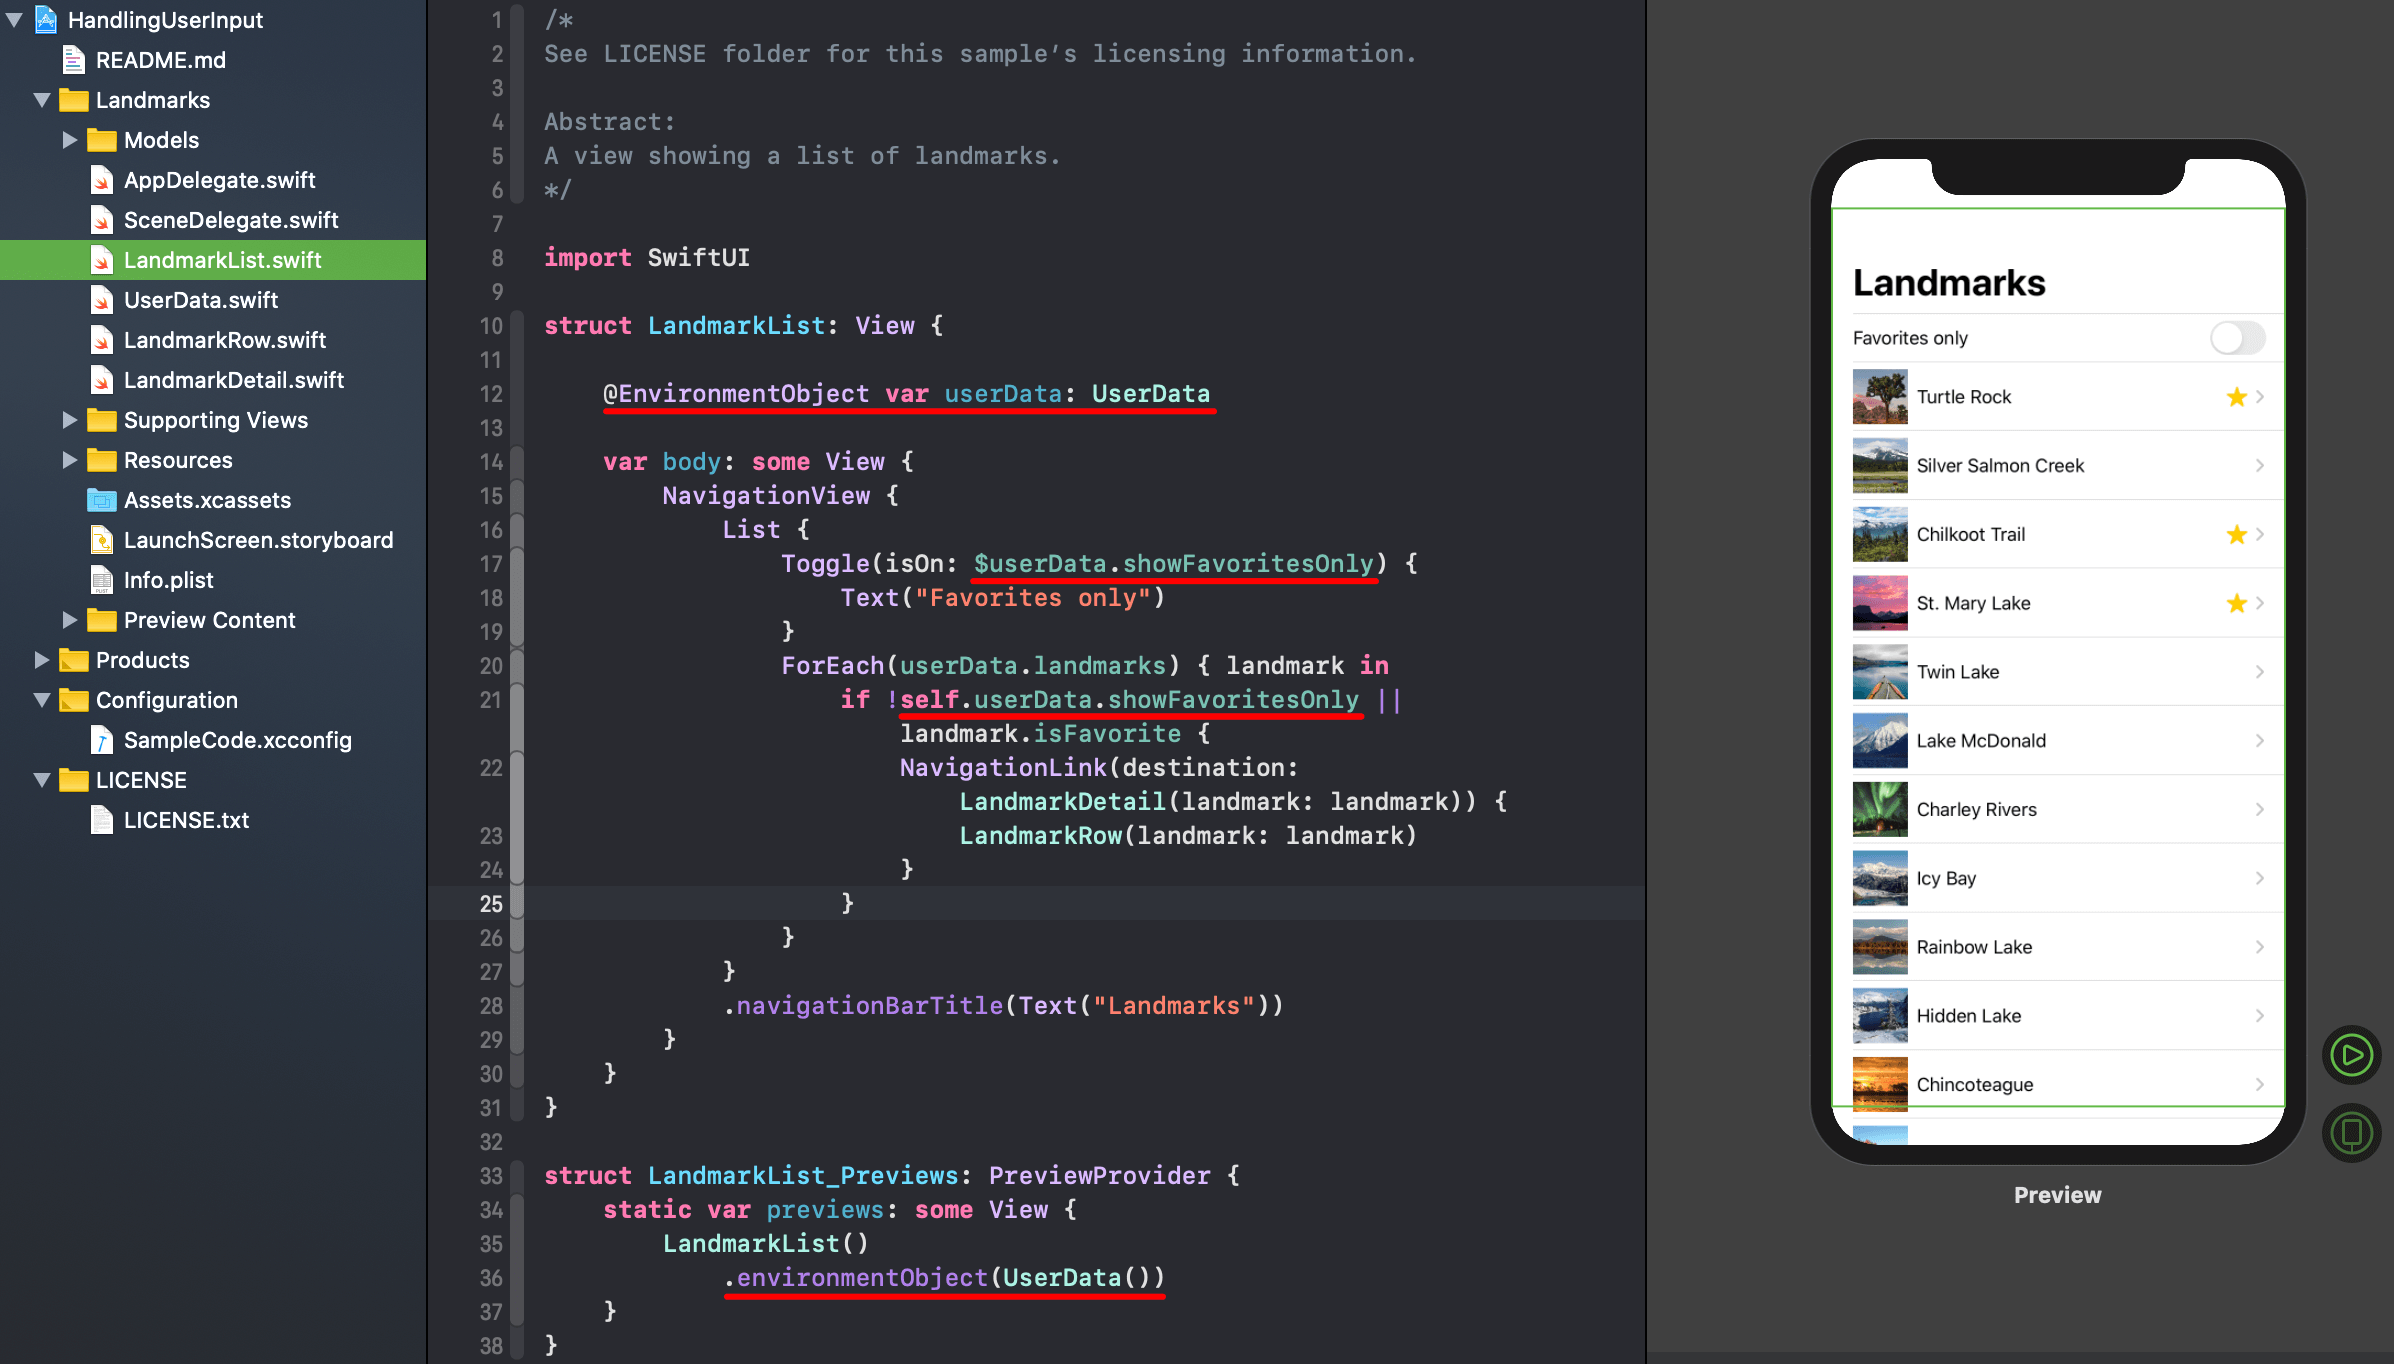 HandlingUserInput
README.md
Landmarks
Models
AppDelegate.swift
SceneDelegate.swift
LandmarkList.swift
UserData.swift
LandmarkRow.swift
LandmarkDetail.swift
Supporting Views
Resources
Assets.xcassets
LaunchScreen.storyboard
Info.plist
Preview Content
Products
Configuration
SampleCode.xcconfig
LICENSE
LICENSE.txt
1 /*
2 See LICENSE folder for this sample’s licensing information.
3
4 Abstract:
5 A view showing a list of landmarks.
6 */
7
8 import SwiftUI
9
10 struct LandmarkList: View {
11
12 @EnvironmentObject var userData: UserData
13
14 var body: some View {
15 NavigationView {
16 List {
17 Toggle(isOn: $userData.showFavoritesOnly) {
18 Text("Favorites only")
19 }
20 ForEach(userData.landmarks) { landmark in
21 if !self.userData.showFavoritesOnly ||
landmark.isFavorite {
22 NavigationLink(destination:
LandmarkDetail(landmark: landmark)) {
23 LandmarkRow(landmark: landmark)
24 }
25 }
26 }
27 }
28 .navigationBarTitle(Text("Landmarks"))
29 }
30 }
31 }
32
33 struct LandmarkList_Previews: PreviewProvider {
34 static var previews: some View {
35 LandmarkList()
36 .environmentObject(UserData())
37 }
38 }
Landmarks
Favorites only
Turtle Rock
Silver Salmon Creek
Chilkoot Trail
St. Mary Lake
Twin Lake
Lake McDonald
Charley Rivers
Icy Bay
Rainbow Lake
Hidden Lake
Chincoteague
Preview